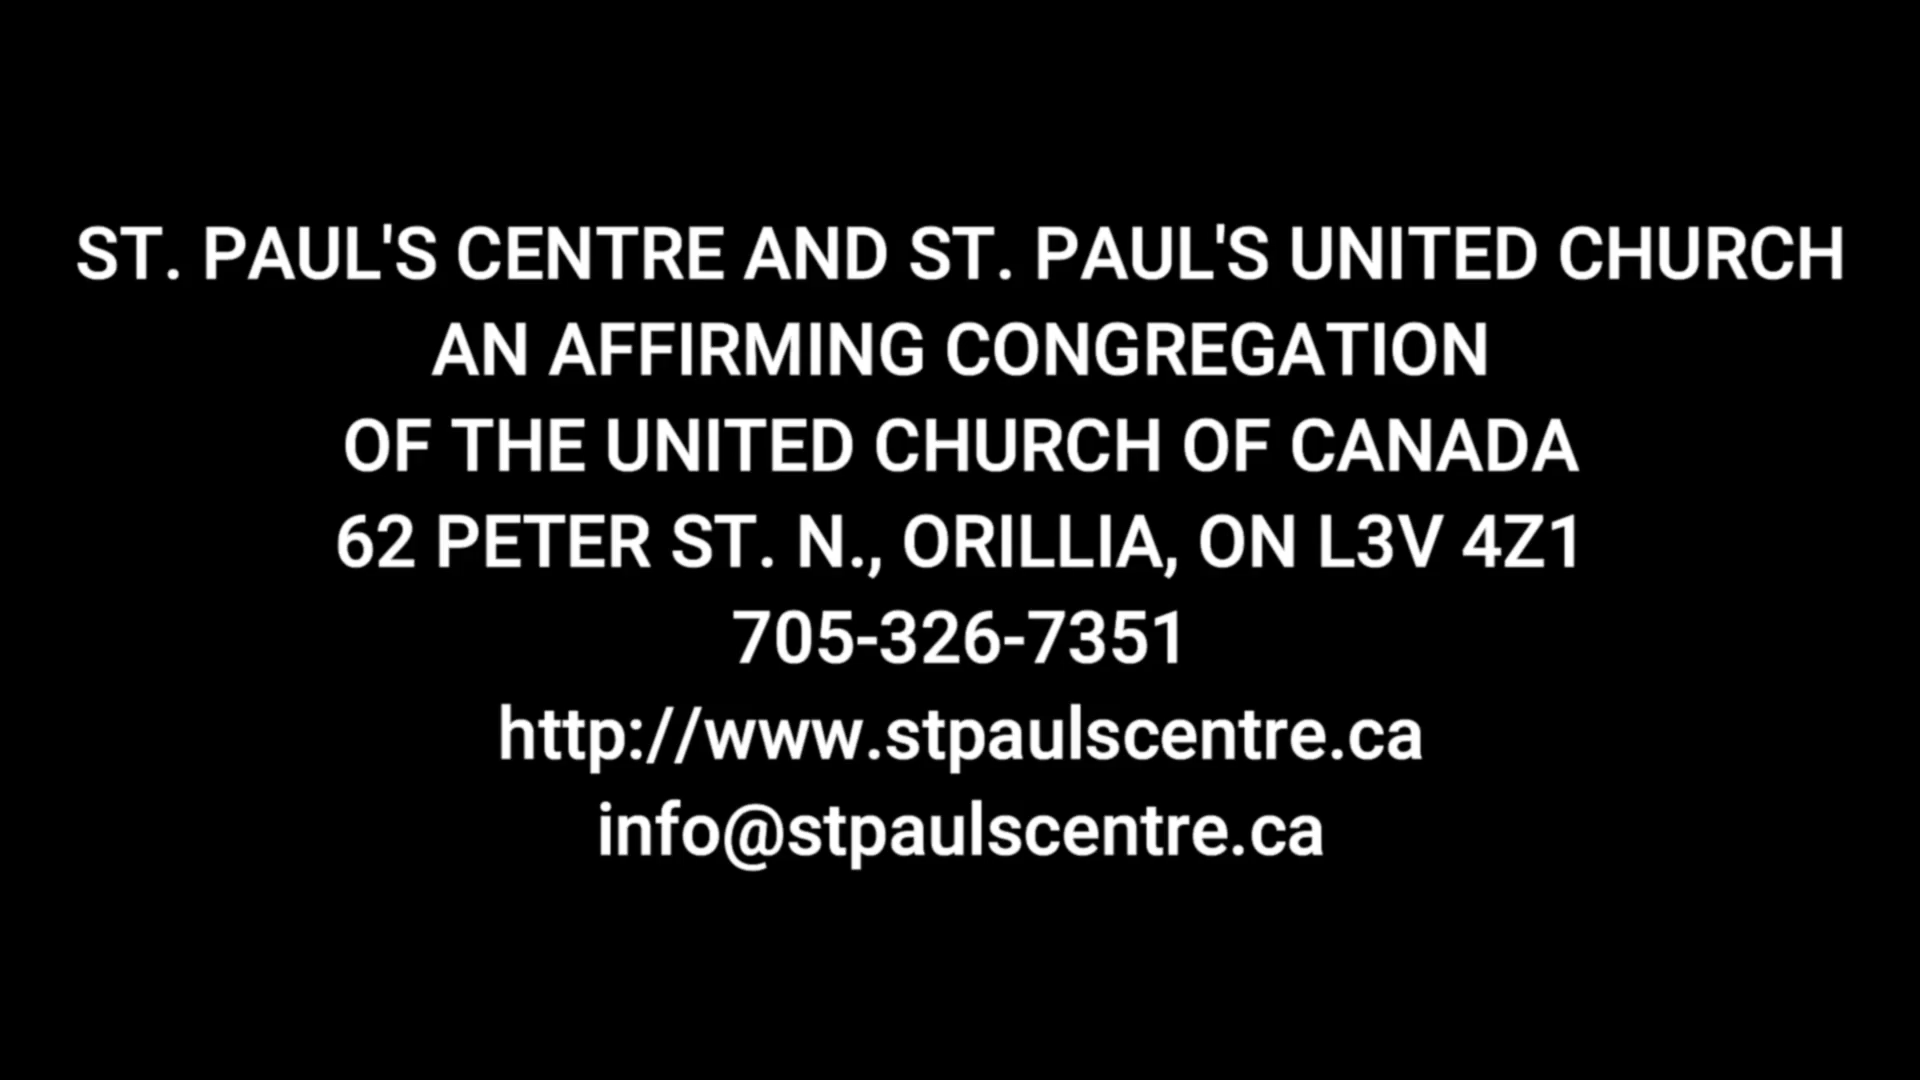 ST. PAUL'S CENTRE AND ST. PAUL'S UNITED CHURCH
AN AFFIRMING CONGREGATION
OF THE UNITED CHURCH OF CANADA
62 PETER ST. N., ORILLIA, ON L3V 4Z1
705-326-7351
http://www.stpaulscentre.ca
info@stpaulscentre.ca